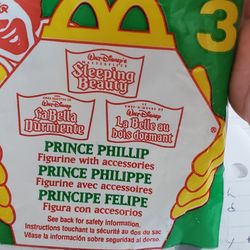 3
WALT DISNEY'S
MASTERPIECE
Sleeping
Beauty
WALT DISNEY'S
La Bella
Durmiente
WALT DISNEY'S
La Belle au
bois dormant
PRINCE PHILLIP
Figurine with accessories
PRINCE PHILIPPE
Figurine avec accessoires
PRINCIPE FELIPE
Figura con accesorios
See back for safety information.
Instructions touchant la sécurité au dos du sac
Véase la información sobre seguridad al dorso.